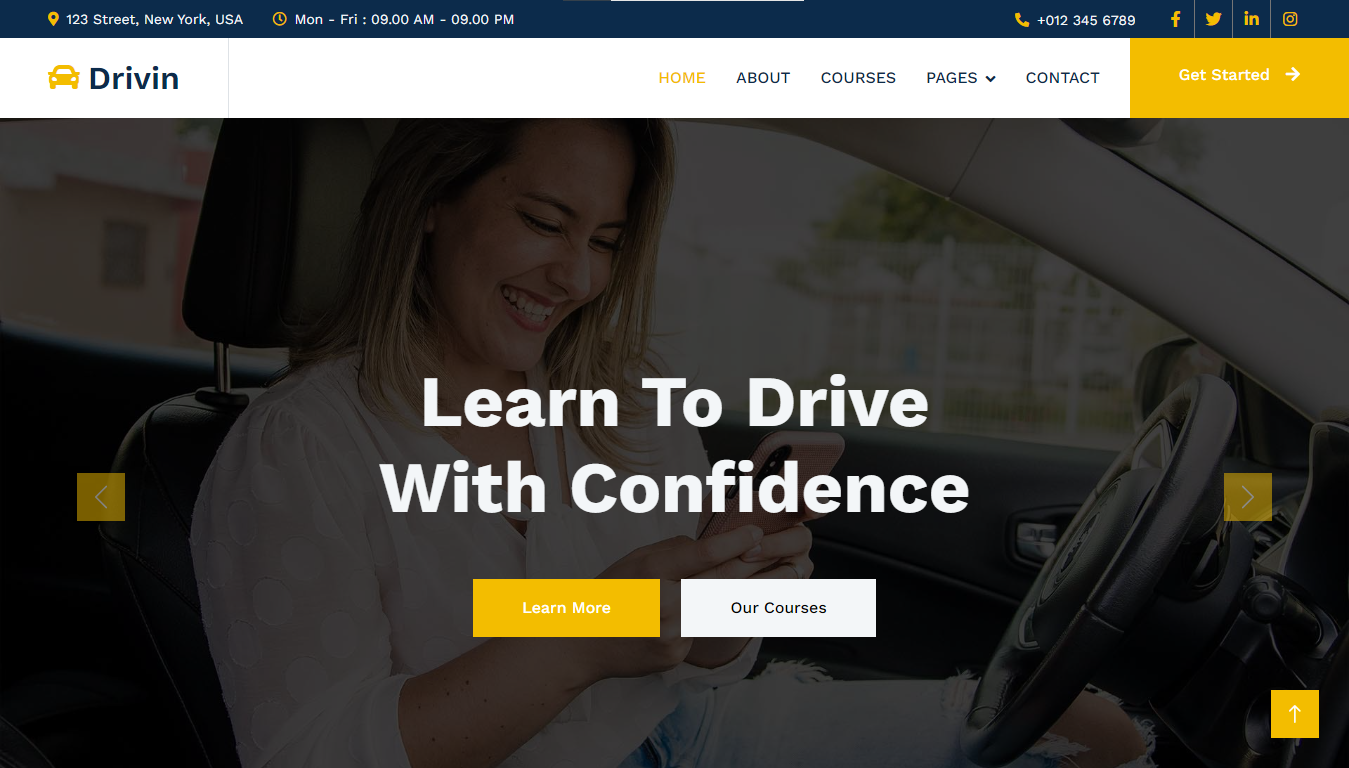 123 Street, New York, USA
Mon - Fri : 09.00 AM - 09.00 PM
+012 345 6789
Drivin
HOME
ABOUT
COURSES
PAGES
CONTACT
Get Started
Learn To Drive
With Confidence
Learn More
Our Courses